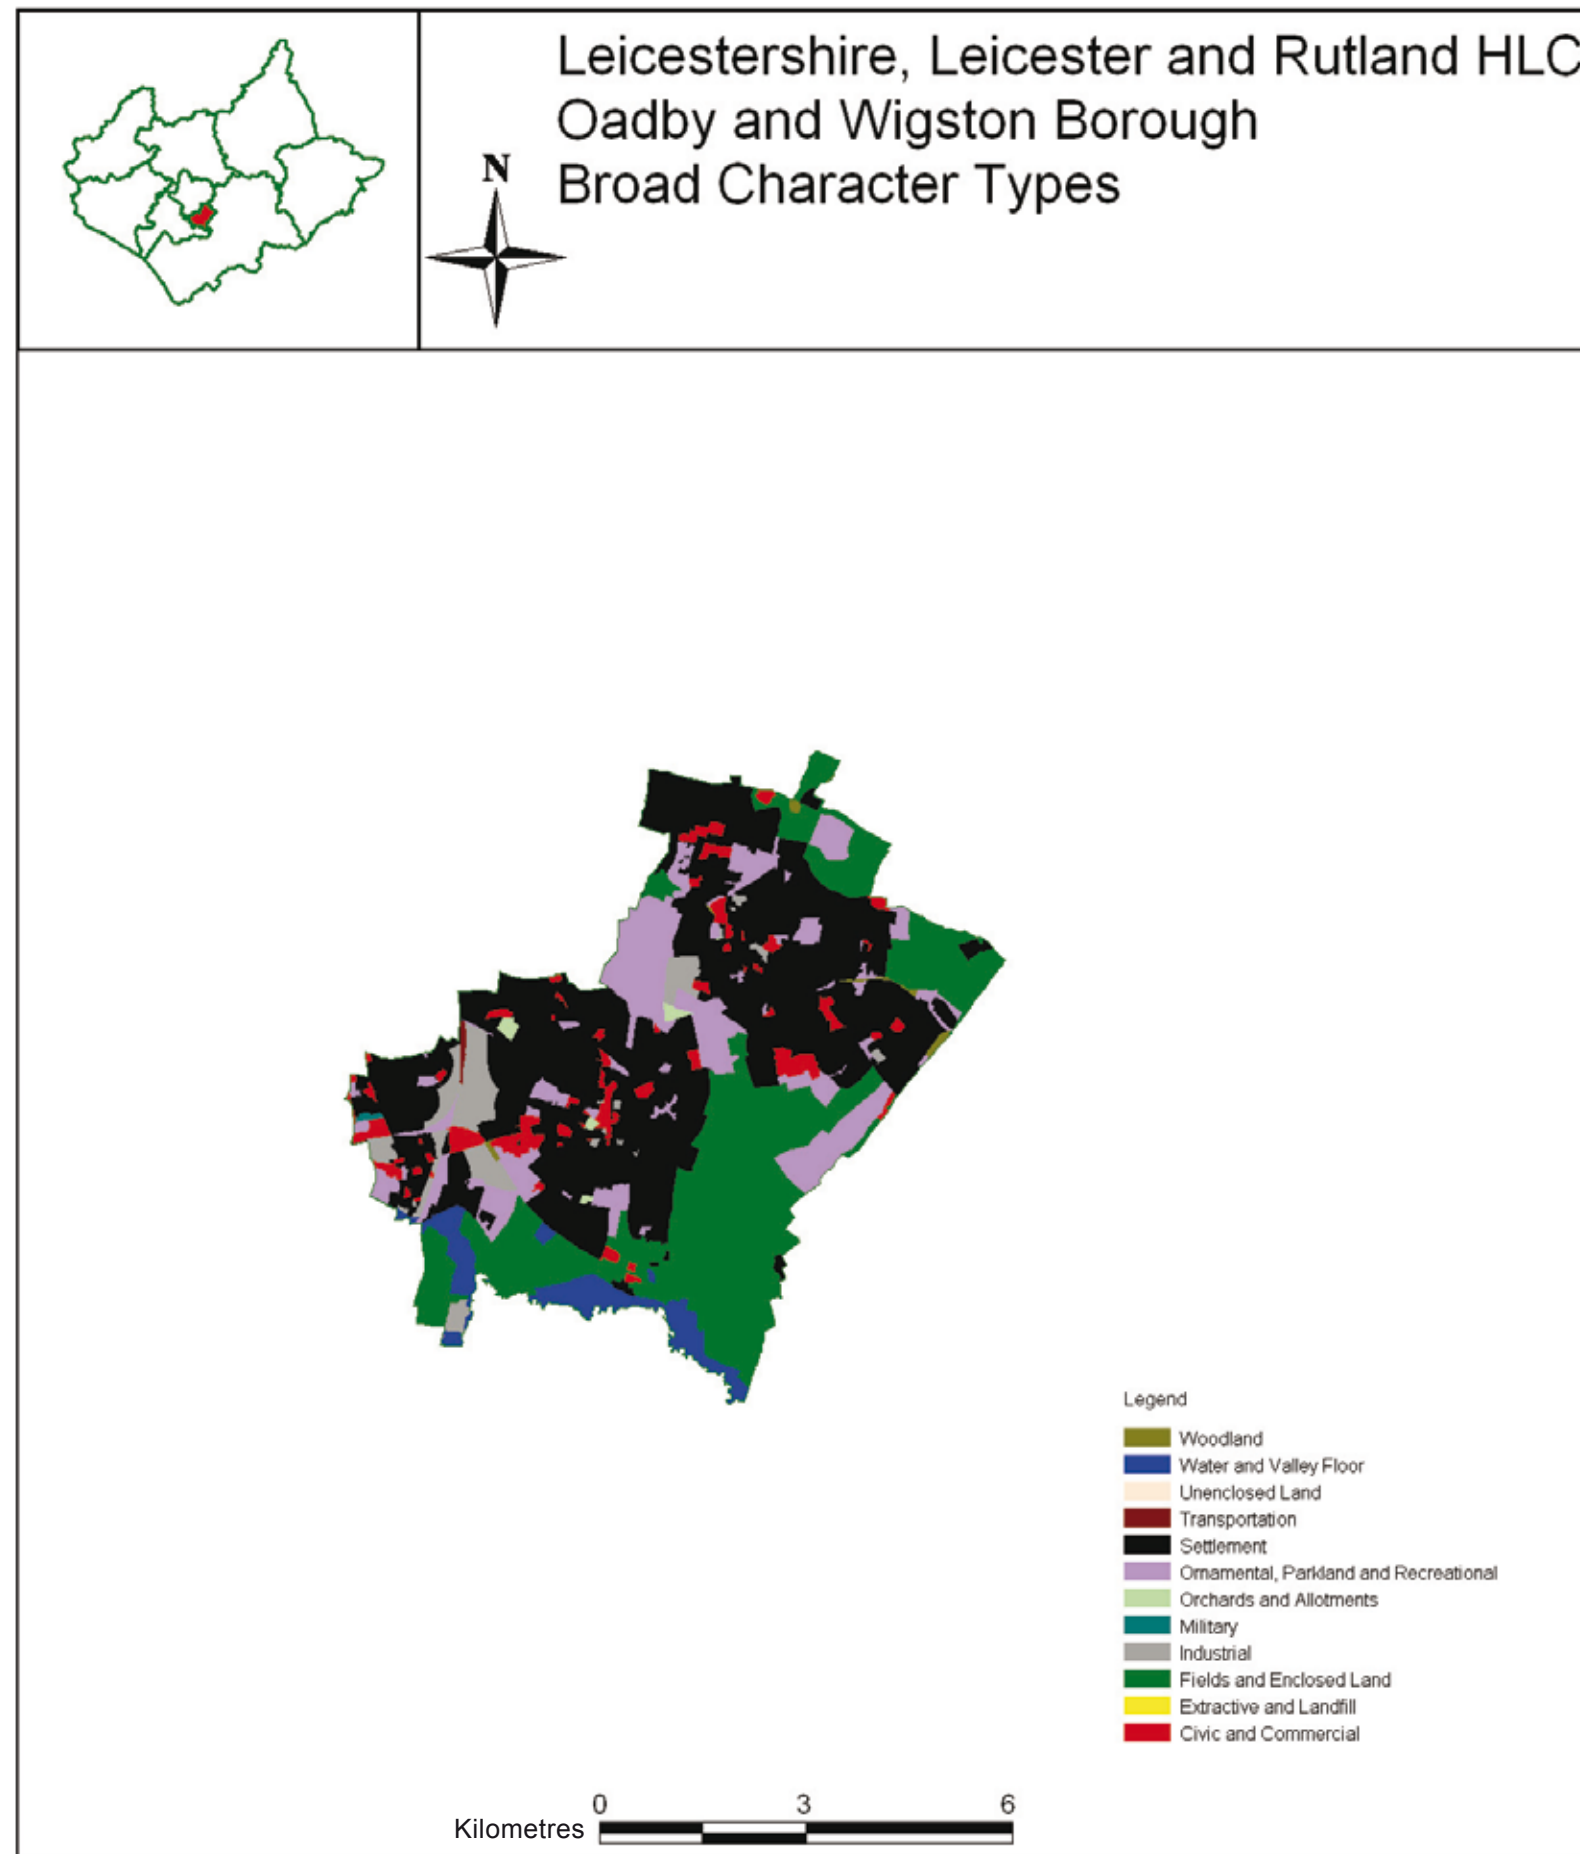 Leicestershire, Leicester and Rutland HLC
Oadby and Wigston Borough
Broad Character Types
N
Legend
Woodland
Water and Valley Floor
Unenclosed Land
Transportation
Settlement
Ornamental, Parkland and Recreational
Orchards and Allotments
Military
Industrial
Fields and Enclosed Land
Extractive and Landfill
Civic and Commercial
0 3 6
Kilometres